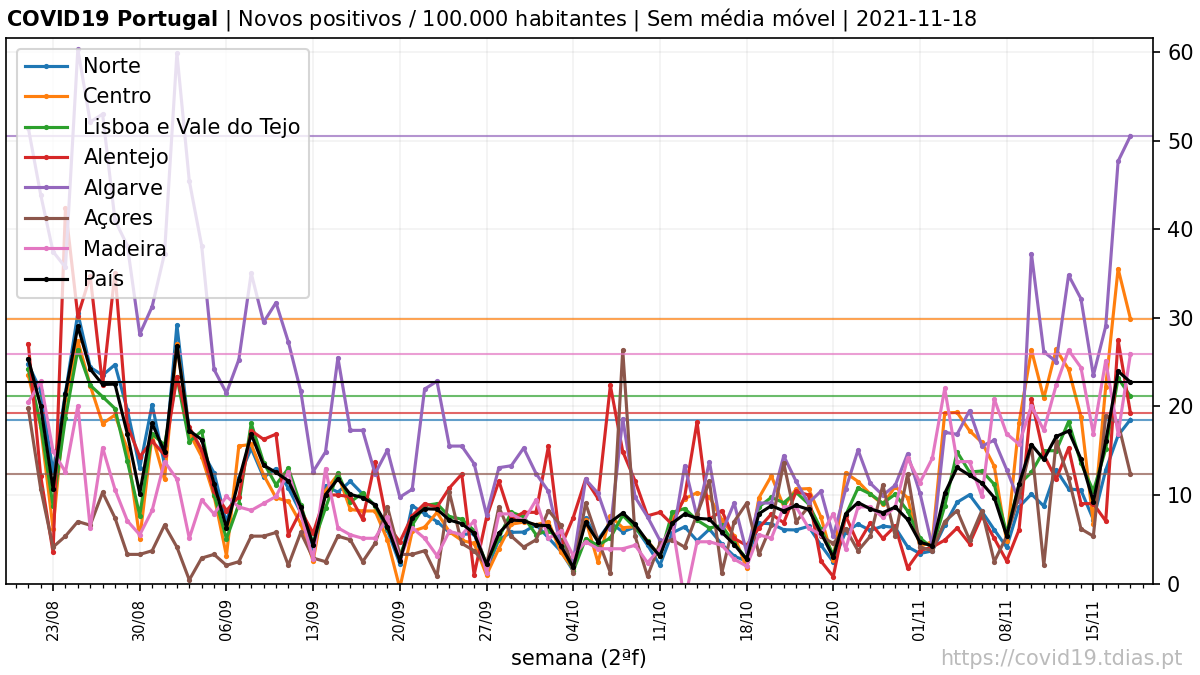 COVID19 Portugal | Novos positivos / 100.000 habitantes | Sem média móvel | 2021-11-18
Norte
Centro
Lisboa e Vale do Tejo
Alentejo
Algarve
Açores
Madeira
País
60
50
40
30
20
10
0
23/08
30/08
06/09
13/09
20/09
27/09
04/10
11/10
18/10
25/10
01/11
08/11
15/11
semana (2ªf)
https://covid19.tdias.pt